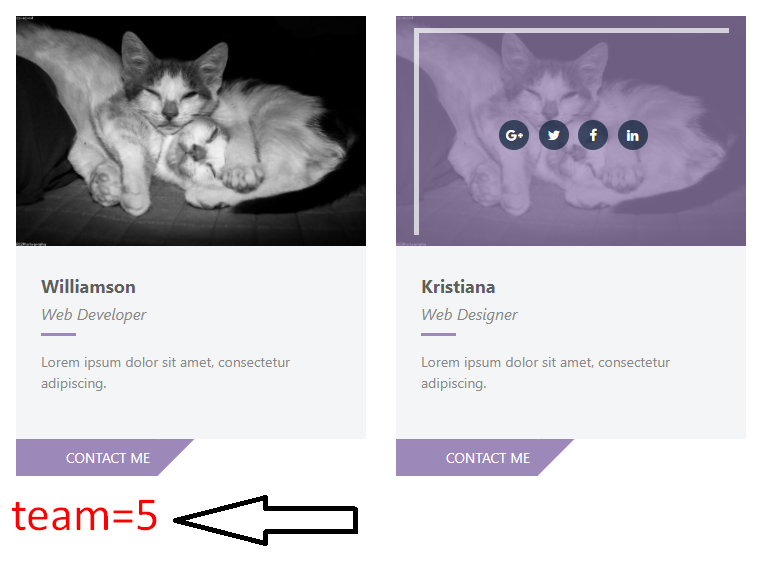 Williamson
Web Developer
Lorem ipsum dolor sit amet, consectetur
adipiscing.
CONTACT ME
Kristiana
Web Designer
Lorem ipsum dolor sit amet, consectetur
adipiscing.
CONTACT ME
team=5